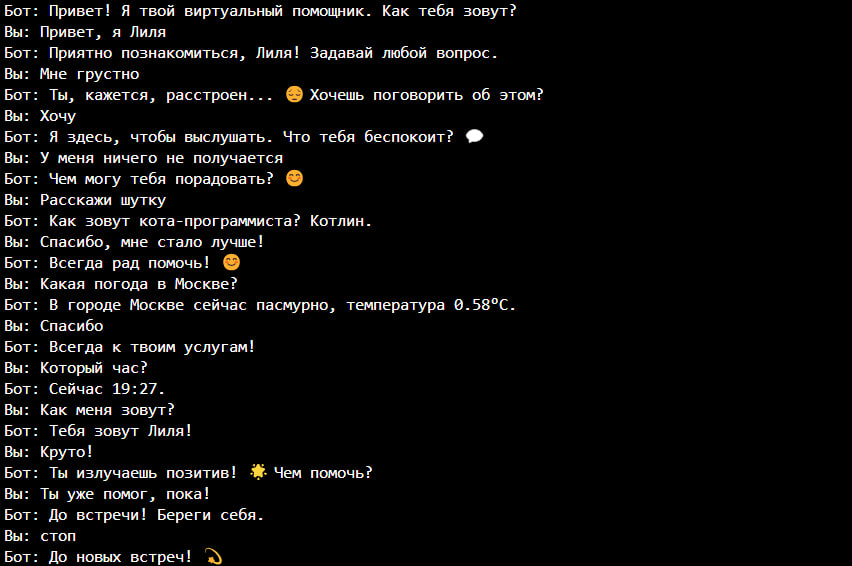 Бот: Привет! Я твой виртуальный помощник. Как тебя зовут?
Вы: Привет, я Лиля
Бот: Приятно познакомиться, Лиля! Задавай любой вопрос.
Вы: Мне грустно
Бот: Ты, кажется, расстроен... 😔 Хочешь поговорить об этом?
Вы: Хочу
Бот: Я здесь, чтобы выслушать. Что тебя беспокоит? 💬
Вы: У меня ничего не получается
Бот: Чем могу тебя порадовать? 😊
Вы: Расскажи шутку
Бот: Как зовут кота-программиста? Котлин.
Вы: Спасибо, мне стало лучше!
Бот: Всегда рад помочь! 😊
Вы: Какая погода в Москве?
Бот: В городе Москве сейчас пасмурно, температура 0.58°C.
Вы: Спасибо
Бот: Всегда к твоим услугам!
Вы: Который час?
Бот: Сейчас 19:27.
Вы: Как меня зовут?
Бот: Тебя зовут Лиля!
Вы: Круто!
Бот: Ты излучаешь позитив! 🌟 Чем помочь?
Вы: Ты уже помог, пока!
Бот: До встречи! Береги себя.
Вы: стоп
Бот: До новых встреч! 💫